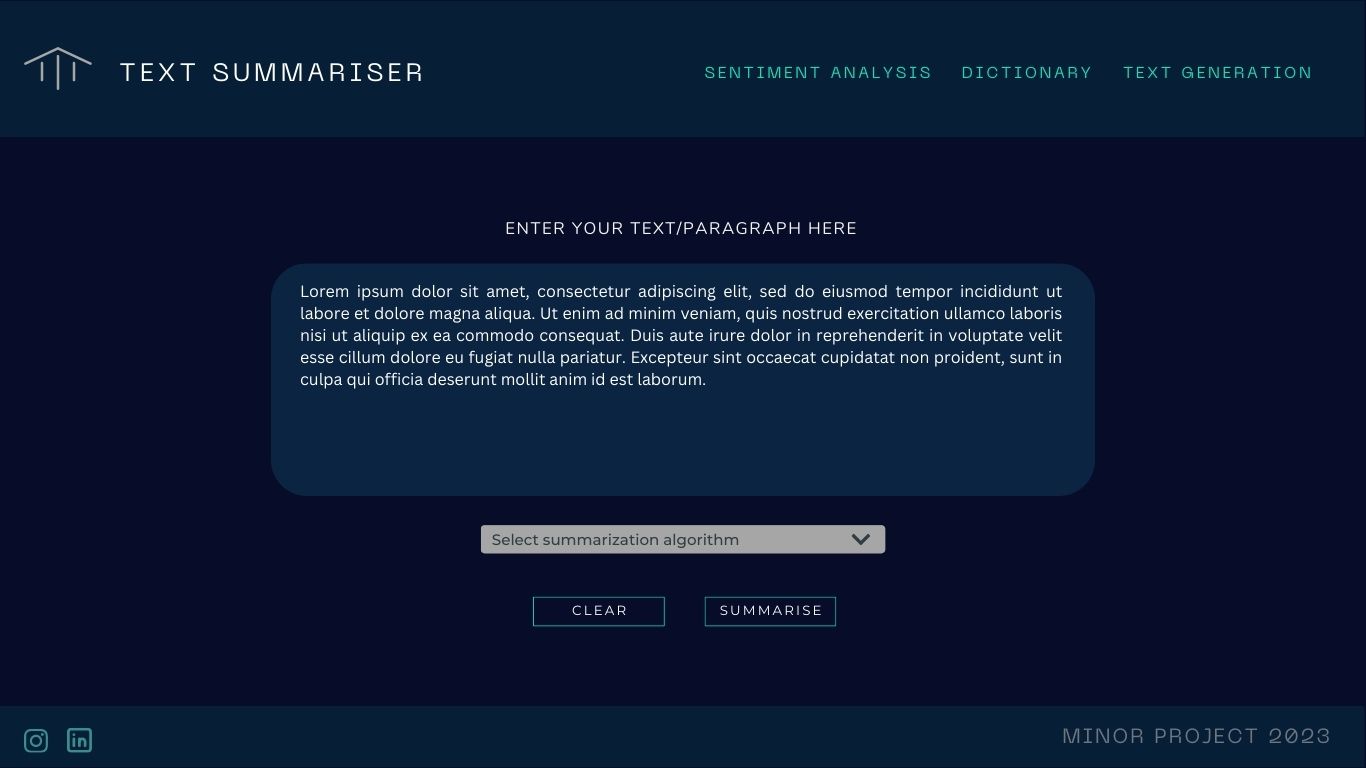 TEXT SUMMARISER
SENTIMENT ANALYSIS DICTIONARY TEXT GENERATION
ENTER YOUR TEXT/PARAGRAPH HERE
Lorem ipsum dolor sit amet, consectetur adipiscing elit, sed do eiusmod tempor incididunt ut
labore et dolore magna aliqua. Ut enim ad minim veniam, quis nostrud exercitation ullamco laboris
nisi ut aliquip ex ea commodo consequat. Duis aute irure dolor in reprehenderit in voluptate velit
esse cillum dolore eu fugiat nulla pariatur. Excepteur sint occaecat cupidatat non proident, sunt in
culpa qui officia deserunt mollit anim id est laborum.
Select summarization algorithm
CLEAR SUMMARISE
in
MINOR PROJECT 2023